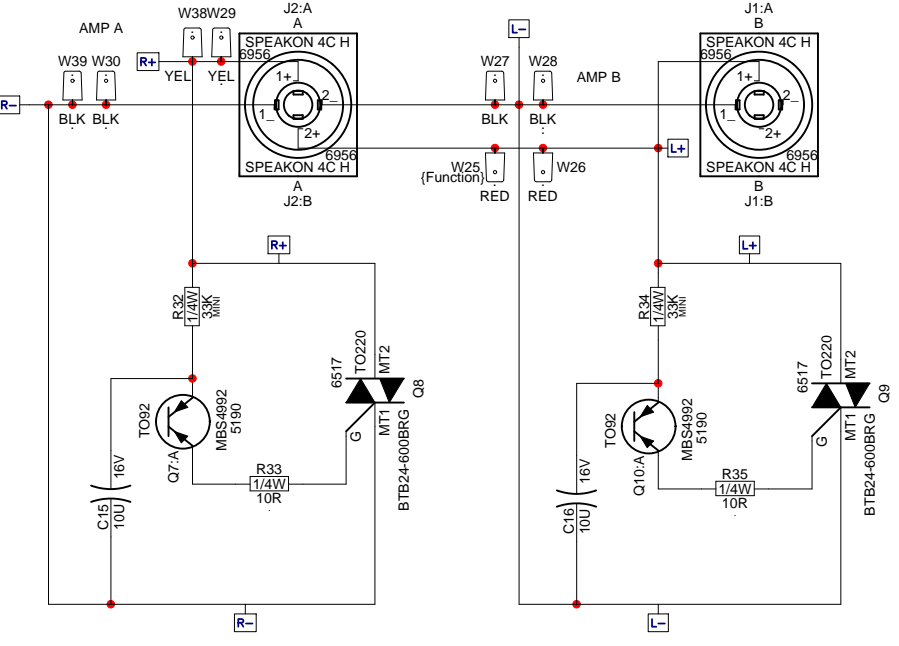 J2:A
A
J1:A
B
W38W29
AMP A
L-
SPEAKON 4C H
SPEAKON 4C H
R+
6956
6956
W39 W30
YEL
YEL
W27
W28
AMP B
1+
1+
R-
2_
2_
BLK
BLK
1_
1_
BLK
BLK
2+
2+
L+
6956
6956
W25
{Function}
W26
SPEAKON 4C H
SPEAKON 4C H
A
J2:B
RED
RED
B
J1:B
R+
L+
R32
1/4W
33K
MINI
R34
1/4W
33K
MINI
6517
TO220
MT2
Q8
MT1
G
BTB24-600BRG
6517
TO220
MT2
Q9
MT1
G
BTB24-600BRG
TO92
MBS4992
5190
Q7:A
TO92
MBS4992
5190
Q10:A
R33
1/4W
10R
R35
1/4W
10R
16V
C15
10U
16V
C16
10U
R-
L-